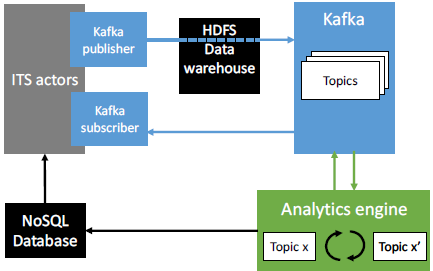 Kafka
publisher
HDFS
Data
warehouse
Kafka
Topics
ITS actors
Kafka
subscriber
NoSQL
Database
Analytics engine
Topic x
Topic x’